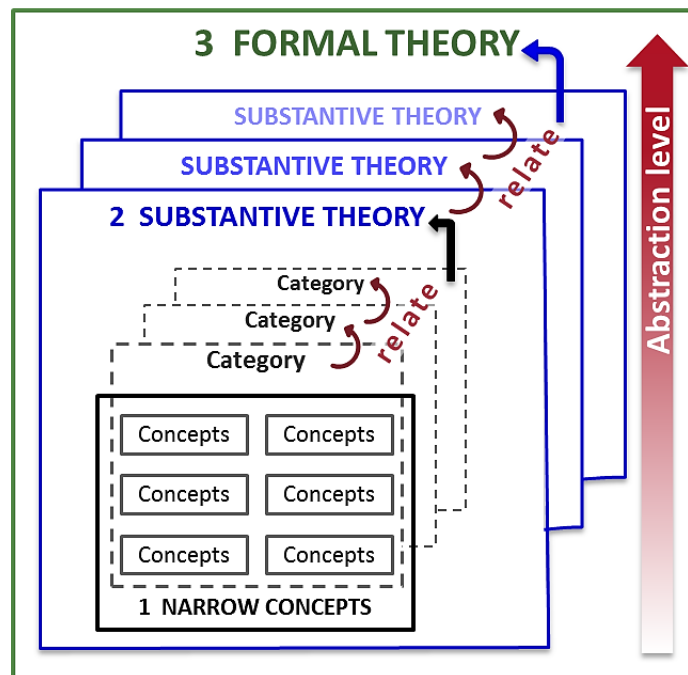 3 FORMAL THEORY
SUBSTANTIVE THEORY
SUBSTANTIVE THEORY
relate
2 SUBSTANTIVE THEORY
Category
Category
Category
relate
Concepts Concepts
Concepts Concepts
Concepts Concepts
1 NARROW CONCEPTS
Abstraction level